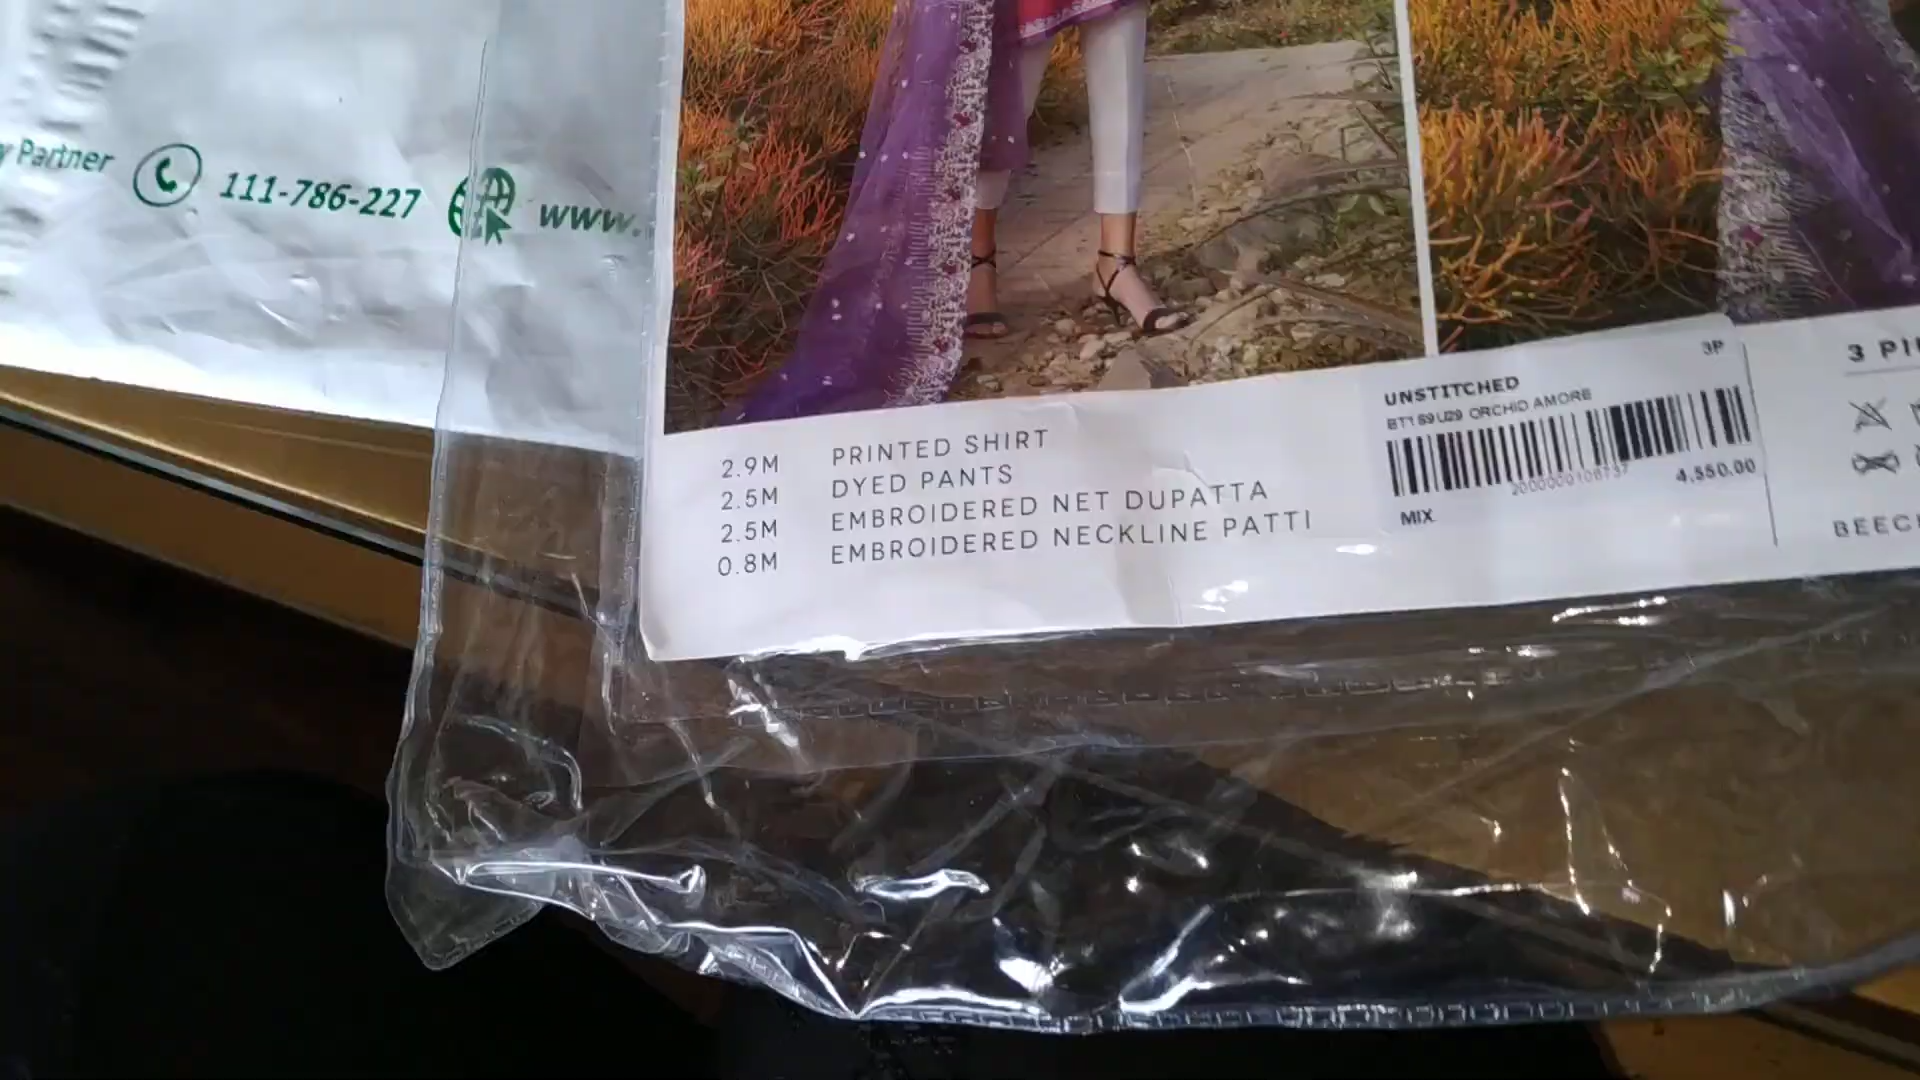 Partner 111-786-227 www.
2.9M PRINTED SHIRT
2.5M DYED PANTS
2.5M EMBROIDERED NET DUPATTA
0.8M EMBROIDERED NECKLINE PATTI
3P
UNSTITCHED
ORCHID AMORE
4,550.00
MIX
3 PI
BEEC